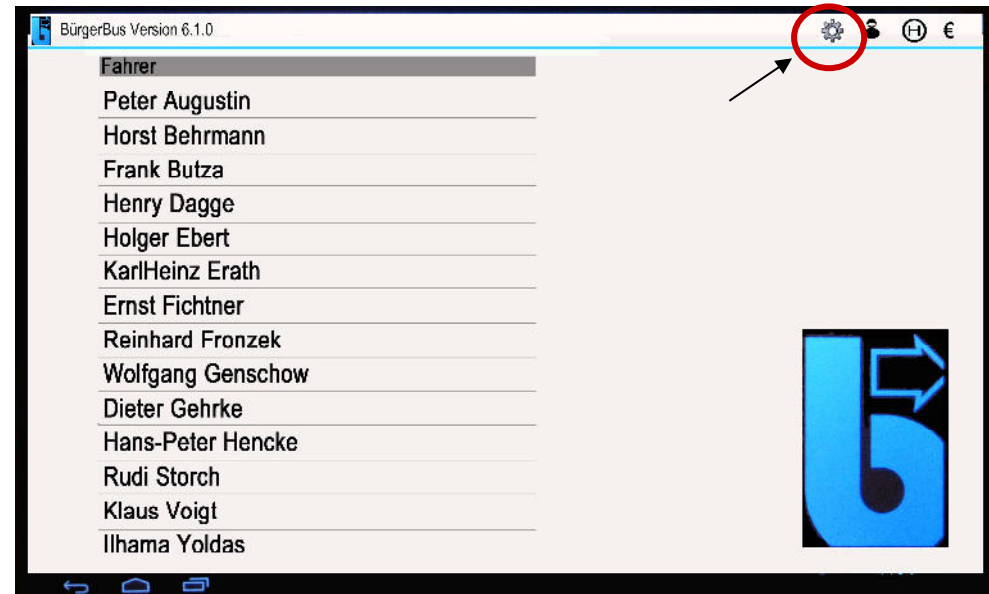 BürgerBus Version 6.1.0
H €
Fahrer
Peter Augustin
Horst Behrmann
Frank Butza
Henry Dagge
Holger Ebert
KarlHeinz Erath
Ernst Fichtner
Reinhard Fronzek
Wolfgang Genschow
Dieter Gehrke
Hans-Peter Hencke
Rudi Storch
Klaus Voigt
Ilhama Yoldas